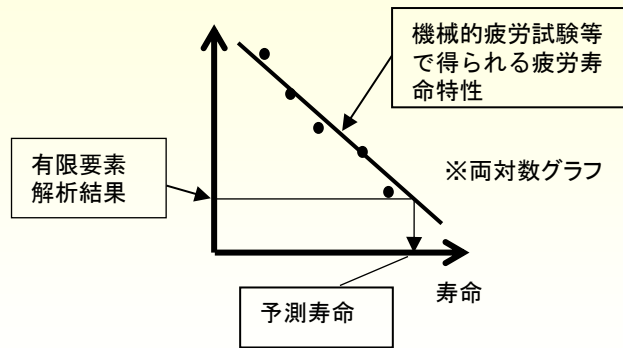 機械的疲労試験等
で得られる疲労寿
命特性
有限要素
解析結果
※両対数グラフ
寿命
予測寿命